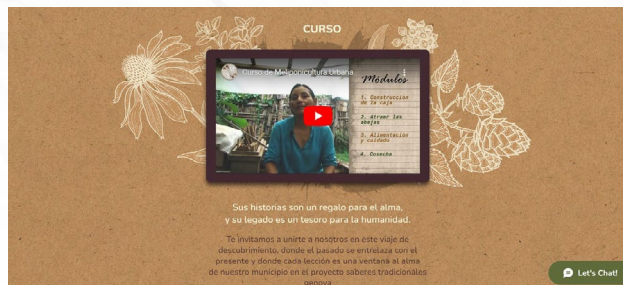 CURSO
Curso de Meliponicultura Urbana
Módulos
1. Construcción
de la caja
2. Atraer las
abejas
3. Alimentación
y cuidado
4. Cosecha
Sus historias son un regalo para el alma,
y su legado es un tesoro para la humanidad.
Te invitamos a unirte a nosotros en este viaje de
descubrimiento, donde el pasado se entrelaza con el
presente y donde cada lección es una ventana al alma
de nuestro municipio en el proyecto saberes tradicionales
genova
Let's Chat!